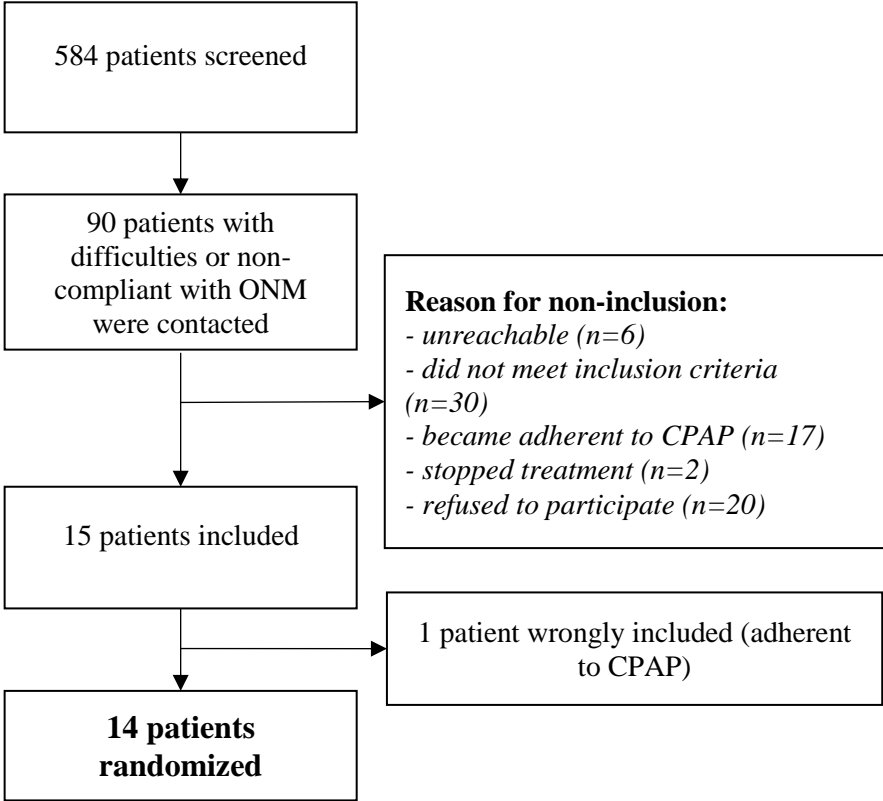 584 patients screened
90 patients with
difficulties or non-
compliant with ONM
were contacted
Reason for non-inclusion:
- unreachable (n=6)
- did not meet inclusion criteria
(n=30)
- became adherent to CPAP (n=17)
- stopped treatment (n=2)
- refused to participate (n=20)
15 patients included
1 patient wrongly included (adherent
to CPAP)
14 patients
randomized